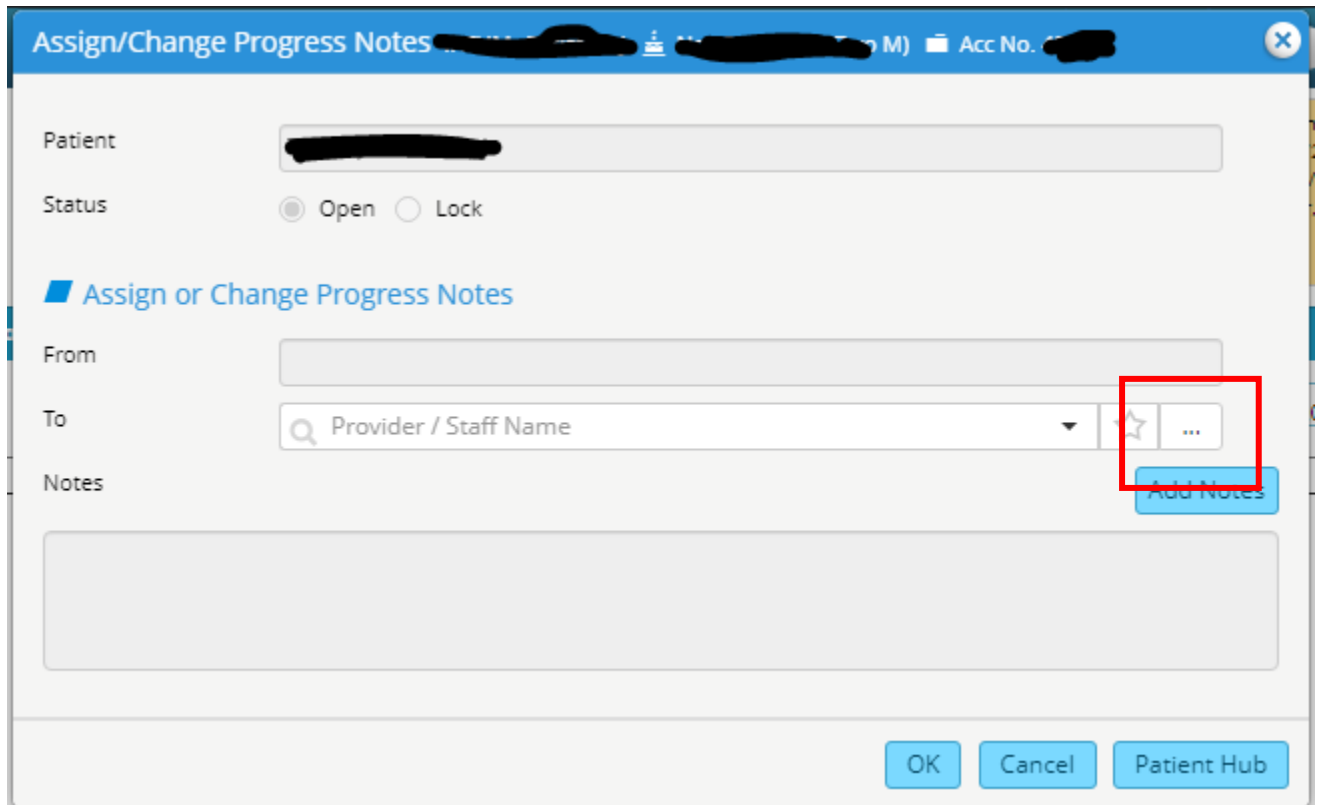 Assign/Change Progress Notes M) Acc No.
Patient
Status Open Lock
Assign or Change Progress Notes
From
To Provider / Staff Name ...
Notes Add Notes
OK Cancel Patient Hub